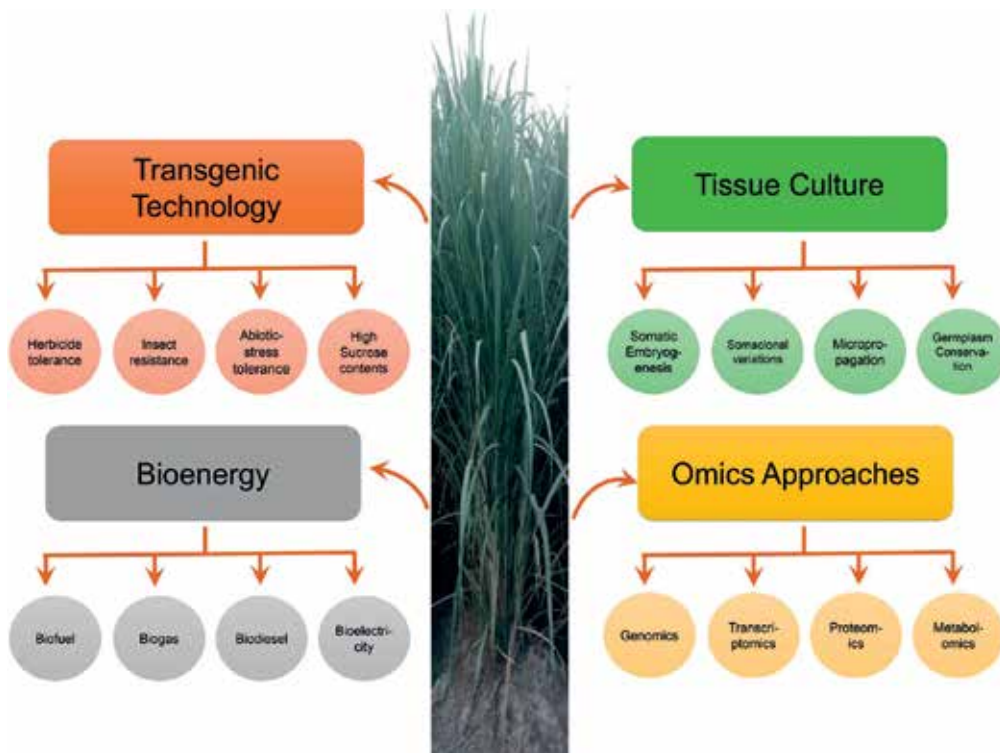 Transgenic
Technology
Herbicide
tolerance
Insect
resistance
Abiotic-
stress
tolerance
High
Sucrose
contents
Tissue Culture
Somatic
Embryog-
enesis
Somaclonal
variations
Micropro-
pagation
Germplasm
Conserva-
tion
Bioenergy
Biofuel
Biogas
Biodiesel
Bioelectri-
city
Omics Approaches
Genomics
Transcri-
ptomics
Proteom-
ics
Metabol-
omics